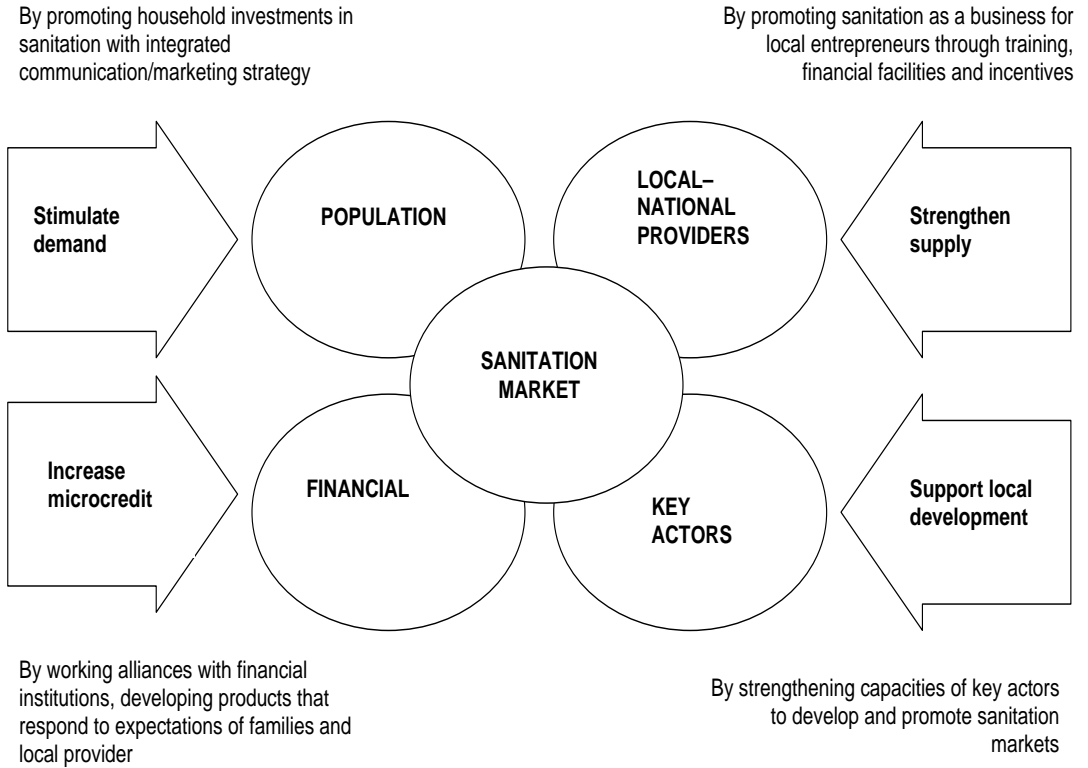 By promoting household investments in
sanitation with integrated
communication/marketing strategy
By promoting sanitation as a business for
local entrepreneurs through training,
financial facilities and incentives
Stimulate
demand
POPULATION
LOCAL–
NATIONAL
PROVIDERS
Strengthen
supply
SANITATION
MARKET
Increase
microcredit
FINANCIAL
KEY
ACTORS
Support local
development
By working alliances with financial
institutions, developing products that
respond to expectations of families and
local provider
By strengthening capacities of key actors
to develop and promote sanitation
markets